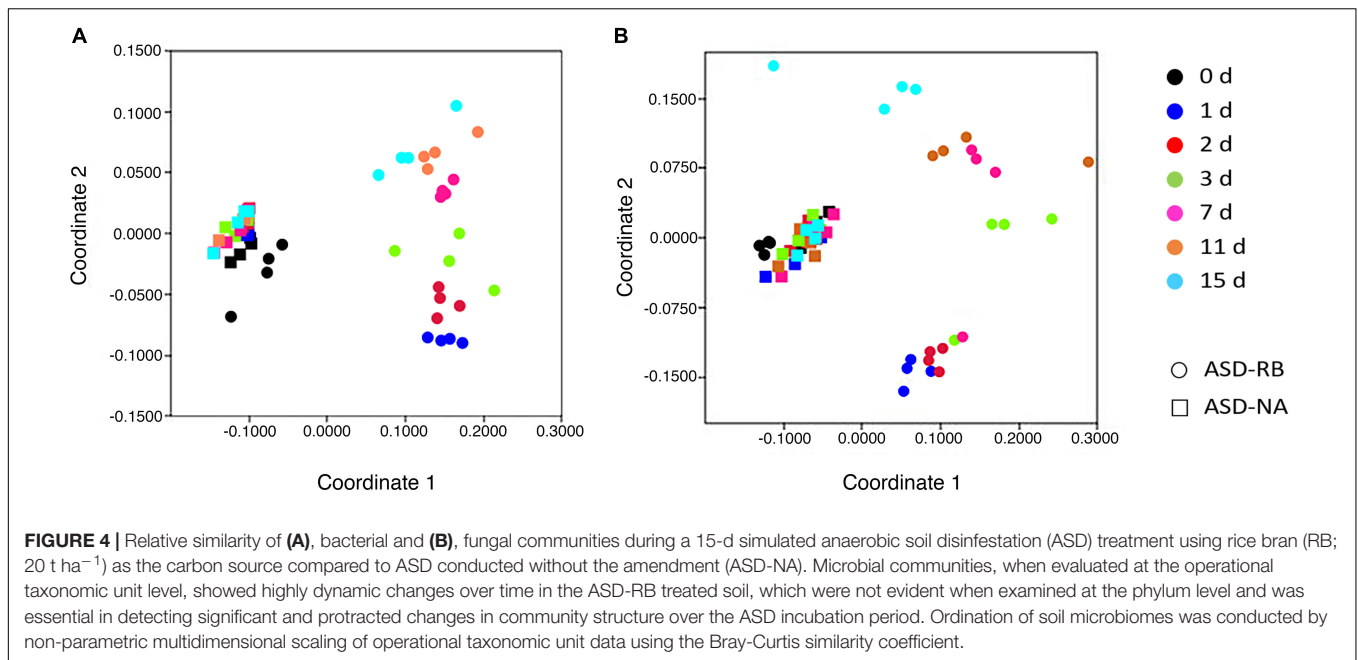 A
0.1500
0.1000
0.0500
0.0000
-0.0500
-0.1000
-0.1500
Coordinate 2
-0.1000 0.0000 0.1000 0.2000 0.3000
Coordinate 1
B
0.1500
0.0750
0.0000
-0.0750
-0.1500
Coordinate 2
-0.1000 0.0000 0.1000 0.2000 0.3000
Coordinate 1
0 d
1 d
2 d
3 d
7 d
11 d
15 d
ASD-RB
ASD-NA
FIGURE 4 | Relative similarity of (A), bacterial and (B), fungal communities during a 15-d simulated anaerobic soil disinfestation (ASD) treatment using rice bran (RB;
20 t ha⁻¹) as the carbon source compared to ASD conducted without the amendment (ASD-NA). Microbial communities, when evaluated at the operational
taxonomic unit level, showed highly dynamic changes over time in the ASD-RB treated soil, which were not evident when examined at the phylum level and was
essential in detecting significant and protracted changes in community structure over the ASD incubation period. Ordination of soil microbiomes was conducted by
non-parametric multidimensional scaling of operational taxonomic unit data using the Bray-Curtis similarity coefficient.